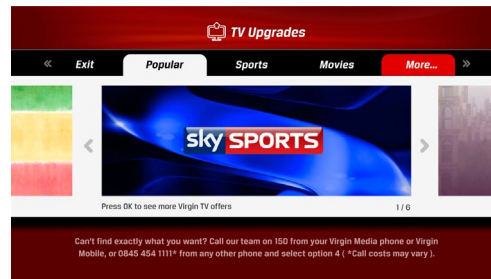 TV Upgrades
« Exit Popular Sports Movies More... »
sky SPORTS
Press OK to see more Virgin TV offers 1 / 6
Can't find exactly what you want? Call our team on 150 from your Virgin Media phone or Virgin
Mobile, or 0845 454 1111* from any other phone and select option 4 ( *Call costs may vary ).